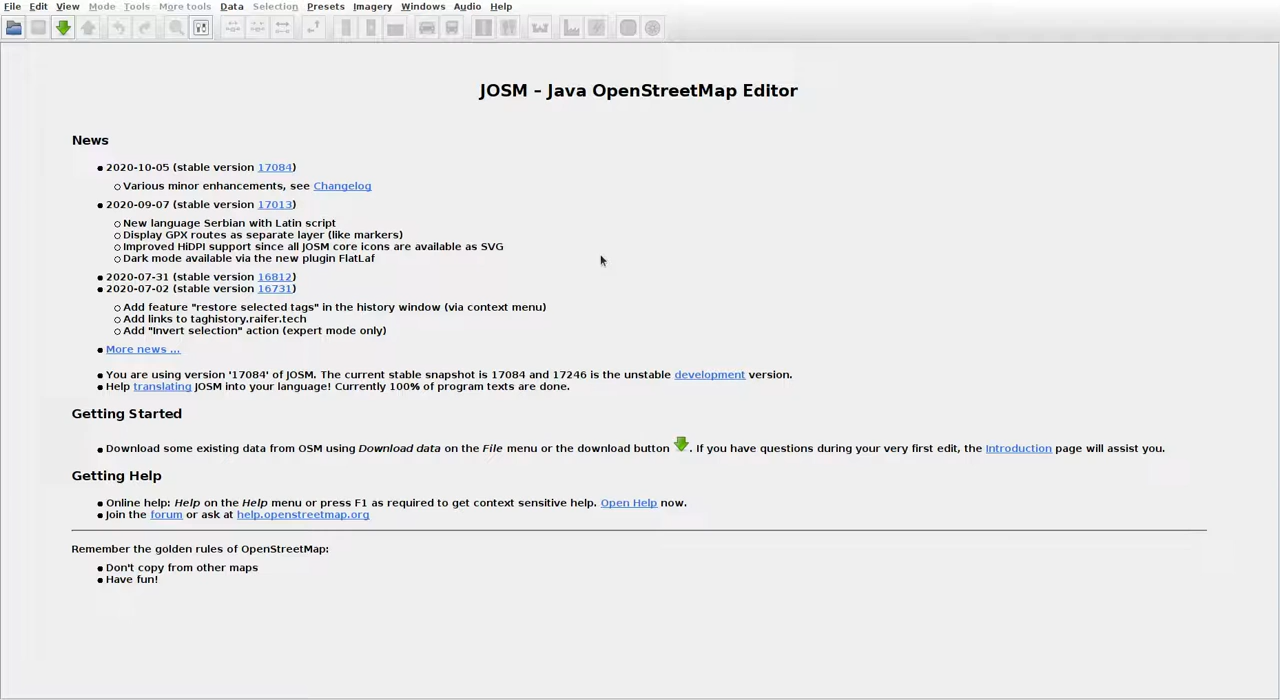 File Edit View Mode Tools More tools Data Selection Presets Imagery Windows Audio Help
JOSM – Java OpenStreetMap Editor
News
2020-10-05 (stable version 17084)
Various minor enhancements, see Changelog
2020-09-07 (stable version 17013)
New language Serbian with Latin script
Display GPX routes as separate layer (like markers)
Improved HiDPI support since all JOSM core icons are available as SVG
Dark mode available via the new plugin FlatLaf
2020-07-31 (stable version 16812)
2020-07-02 (stable version 16731)
Add feature "restore selected tags" in the history window (via context menu)
Add links to taghistory.raifer.tech
Add "Invert selection" action (expert mode only)
More news ...
You are using version '17084' of JOSM. The current stable snapshot is 17084 and 17246 is the unstable development version.
Help translating JOSM into your language! Currently 100% of program texts are done.
Getting Started
Download some existing data from OSM using Download data on the File menu or the download button . If you have questions during your very first edit, the Introduction page will assist you.
Getting Help
Online help: Help on the Help menu or press F1 as required to get context sensitive help. Open Help now.
Join the forum or ask at help.openstreetmap.org
Remember the golden rules of OpenStreetMap:
Don't copy from other maps
Have fun!